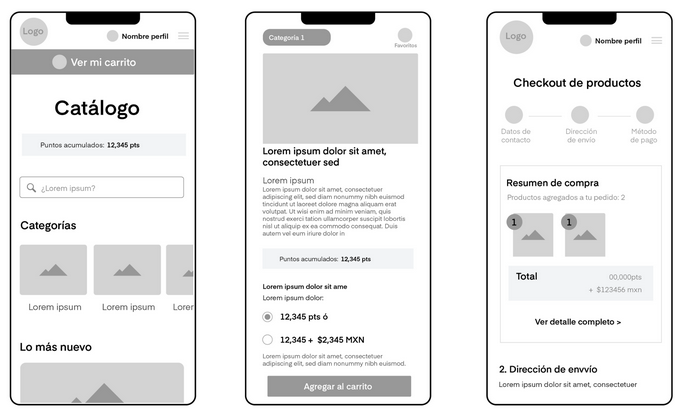 Logo
Nombre perfil
Ver mi carrito
Catálogo
Puntos acumulados: 12,345 pts
¿Lorem ipsum?
Categorías
Lorem ipsum
Lorem ipsum
Lorem
Lo más nuevo
Categoría 1
Favoritos
Lorem ipsum dolor sit amet,
consectetuer sed
Lorem ipsum
Lorem ipsum dolor sit amet, consectetuer
adipiscing elit, sed diam nonummy nibh euismod
tincidunt ut laoreet dolore magna aliquam erat
volutpat. Ut wisi enim ad minim veniam, quis
nostrud exerci tation ullamcorper suscipit lobortis
nisl ut aliquip ex ea commodo consequat. Duis
autem vel eum iriure dolor in
Puntos acumulados: 12,345 pts
Lorem ipsum dolor sit ame
Lorem ipsum dolor:
12,345 pts ó
12,345 + $2,345 MXN
Lorem ipsum dolor sit amet, consectetuer
adipiscing elit, sed diam nonummy nibh euismod.
Agregar al carrito
Logo
Nombre perfil
Checkout de productos
Datos de
contacto
Dirección
de envío
Método
de pago
Resumen de compra
Productos agregados a tu pedido: 2
1
1
Total
00,000pts
+ $123456 mxn
Ver detalle completo >
2. Dirección de envvío
Lorem ipsum dolor sit amet, consectetuer